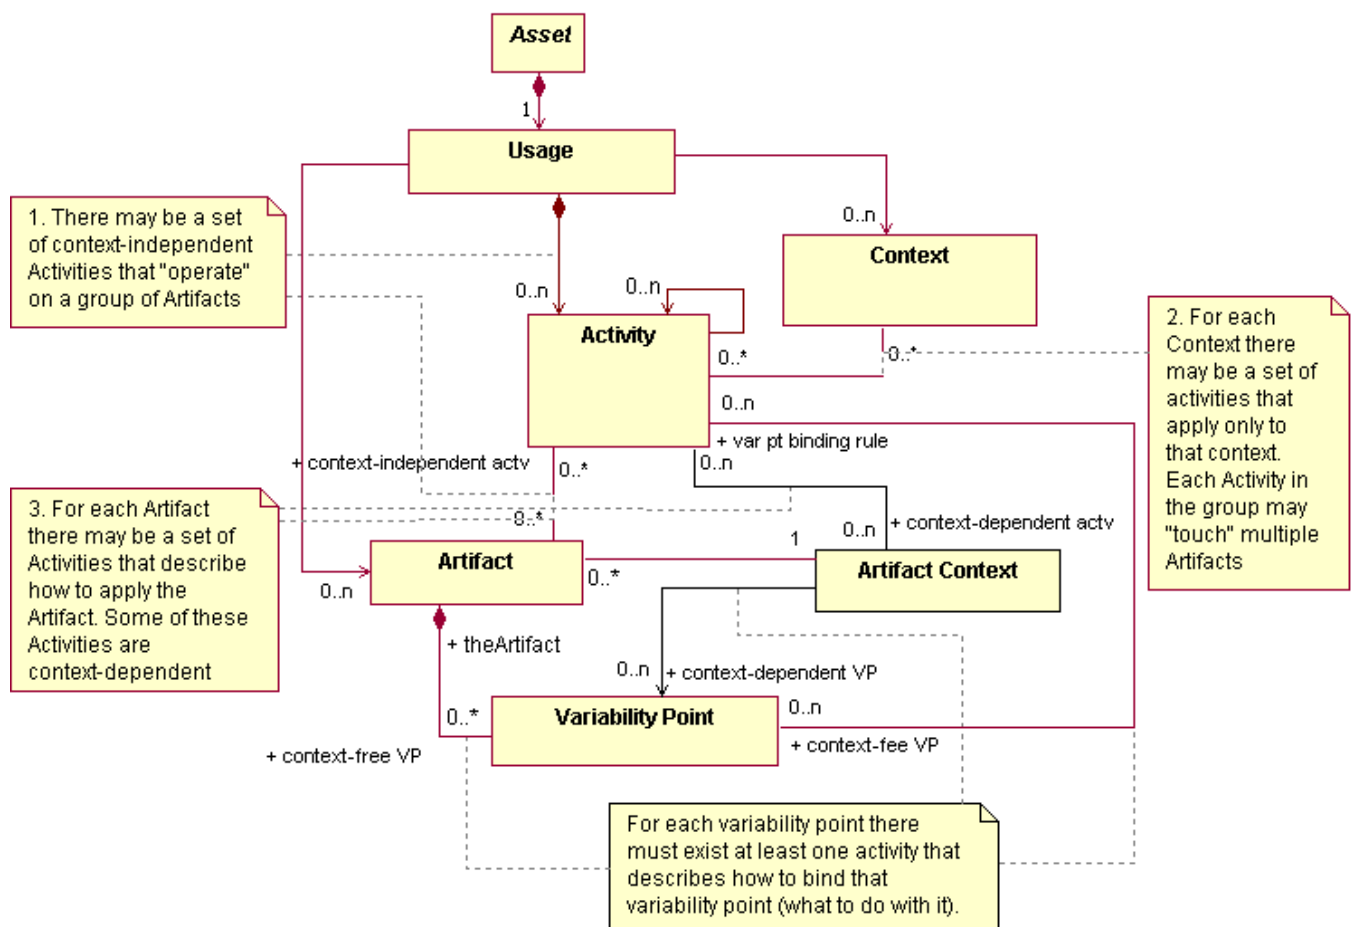 Asset
1
Usage
1. There may be a set
of context-independent
Activities that "operate"
on a group of Artifacts
0..n
Context
0..n
0..n
Activity
0..*
0..*
2. For each
Context there
may be a set of
activities that
apply only to
that context.
Each Activity in
the group may
"touch" multiple
Artifacts
0..n
+ var pt binding rule
+ context-independent actv
0..*
0..n
3. For each Artifact
there may be a set of
Activities that describe
how to apply the
Artifact. Some of these
Activities are
context-dependent
0..*
0..n
+ context-dependent actv
1
Artifact
0..*
Artifact Context
0..n
+ theArtifact
0..n
+ context-dependent VP
0..*
Variability Point
0..n
+ context-free VP
+ context-fee VP
For each variability point there
must exist at least one activity that
describes how to bind that
variability point (what to do with it).